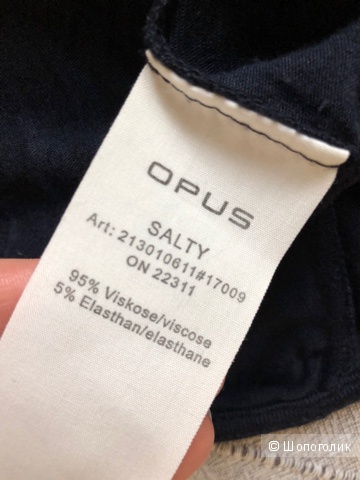 OPUS
SALTY
Art: 213010611#17009
ON 22311
95% Viskose/viscose
5% Elasthan/elasthane
© Шопоголик